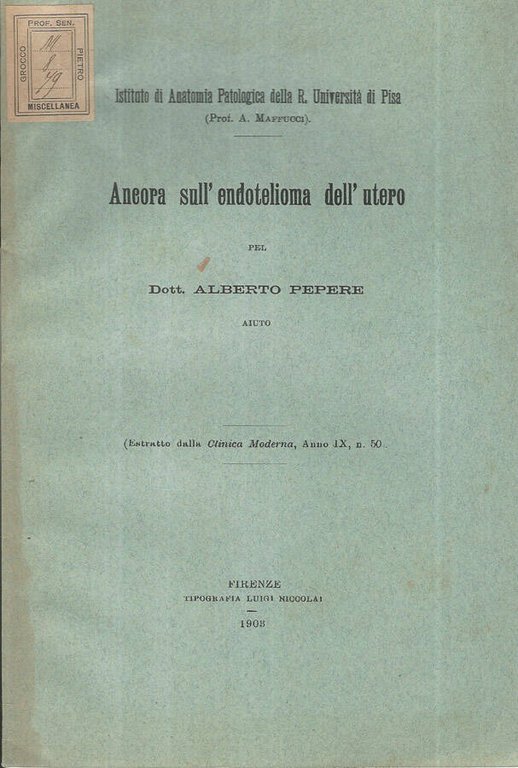 PROF. SEN.
GROCCO
PIETRO
MISCELLANEA
Istituto di Anatomia Patologica della R. Università di Pisa
(Prof. A. MAFFUCCI).
Ancora sull' endotelioma dell' utero
PEL
Dott. ALBERTO PEPERE
AIUTO
(Estratto dalla Clinica Moderna, Anno IX, n. 50.
FIRENZE
TIPOGRAFIA LUIGI NICCOLAI
—
1903